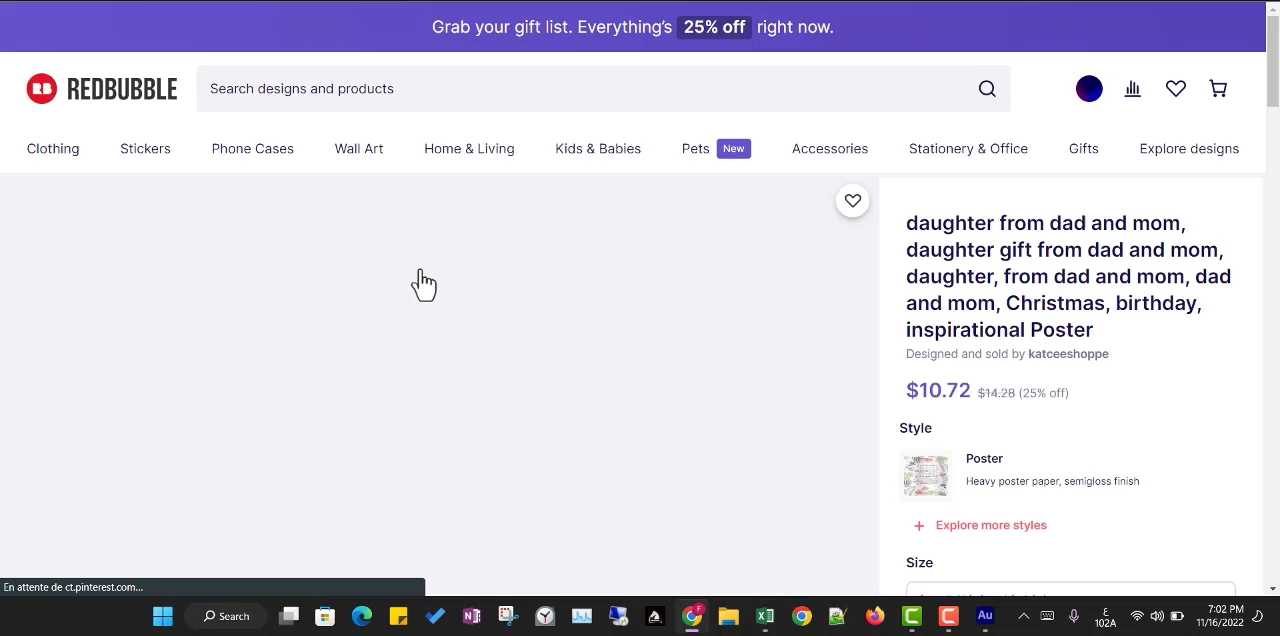 Grab your gift list. Everything's 25% off right now.
RB REDBUBBLE
Search designs and products
Clothing Stickers Phone Cases Wall Art Home & Living Kids & Babies Pets New Accessories Stationery & Office Gifts Explore designs
daughter from dad and mom,
daughter gift from dad and mom,
daughter, from dad and mom, dad
and mom, Christmas, birthday,
inspirational Poster
Designed and sold by katceeshoppe
$10.72 $14.28 (25% off)
Style
Poster
Heavy poster paper, semigloss finish
+ Explore more styles
Size
En attente de ct.pinterest.com...
Search
Au
ع
102A
7:02 PM
11/16/2022